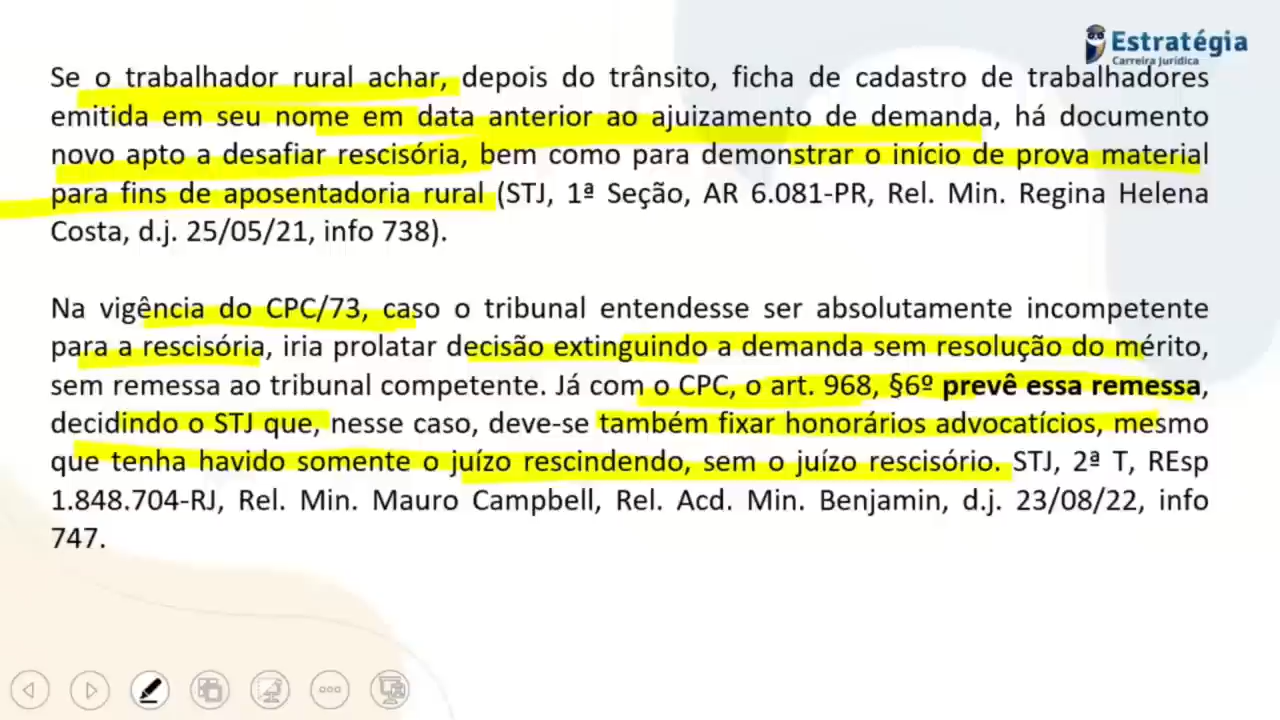 Estratégia
Carreira Jurídica
Se o trabalhador rural achar, depois do trânsito, ficha de cadastro de trabalhadores
emitida em seu nome em data anterior ao ajuizamento de demanda, há documento
novo apto a desafiar rescisória, bem como para demonstrar o início de prova material
para fins de aposentadoria rural (STJ, 1ª Seção, AR 6.081-PR, Rel. Min. Regina Helena
Costa, d.j. 25/05/21, info 738).
Na vigência do CPC/73, caso o tribunal entendesse ser absolutamente incompetente
para a rescisória, iria prolatar decisão extinguindo a demanda sem resolução do mérito,
sem remessa ao tribunal competente. Já com o CPC, o art. 968, §6º prevê essa remessa,
decidindo o STJ que, nesse caso, deve-se também fixar honorários advocatícios, mesmo
que tenha havido somente o juízo rescindendo, sem o juízo rescisório. STJ, 2ª T, REsp
1.848.704-RJ, Rel. Min. Mauro Campbell, Rel. Acd. Min. Benjamin, d.j. 23/08/22, info
747.